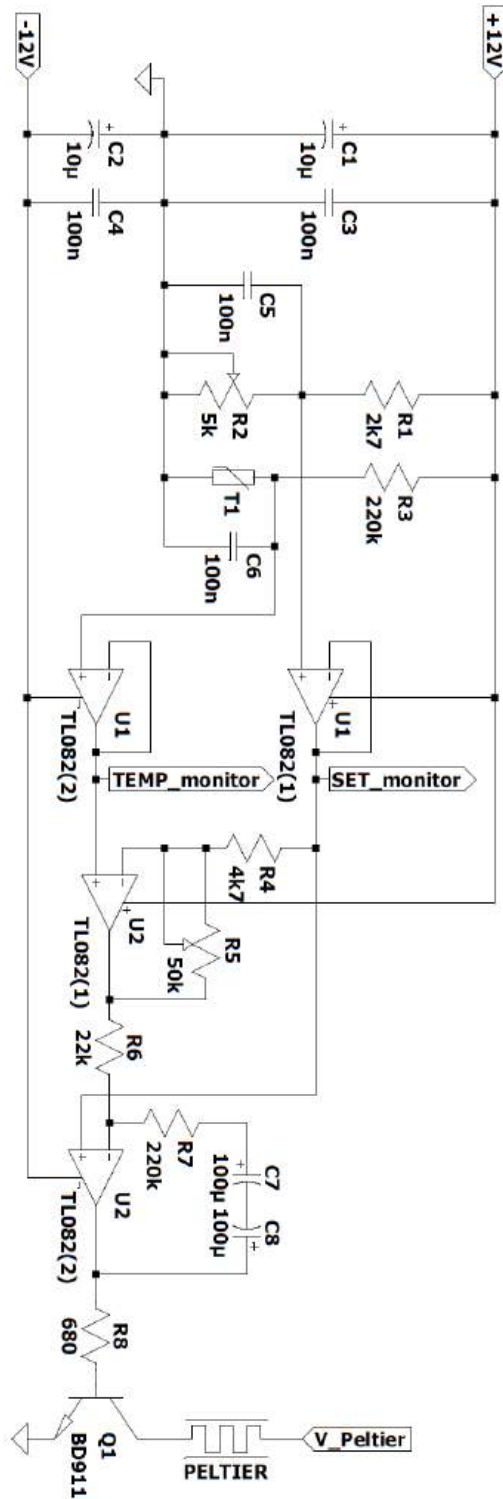 +12V
-12V
C1
10µ
C2
10µ
C3
100n
C4
100n
C5
100n
R1
2k7
R2
5k
R3
220k
T1
C6
100n
U1
TL082(1)
SET_monitor
U1
TL082(2)
TEMP_monitor
R4
4k7
R5
50k
U2
TL082(1)
R6
22k
R7
220k
C7
100µ
C8
100µ
U2
TL082(2)
R8
680
Q1
BD911
PELTIER
V_Peltier